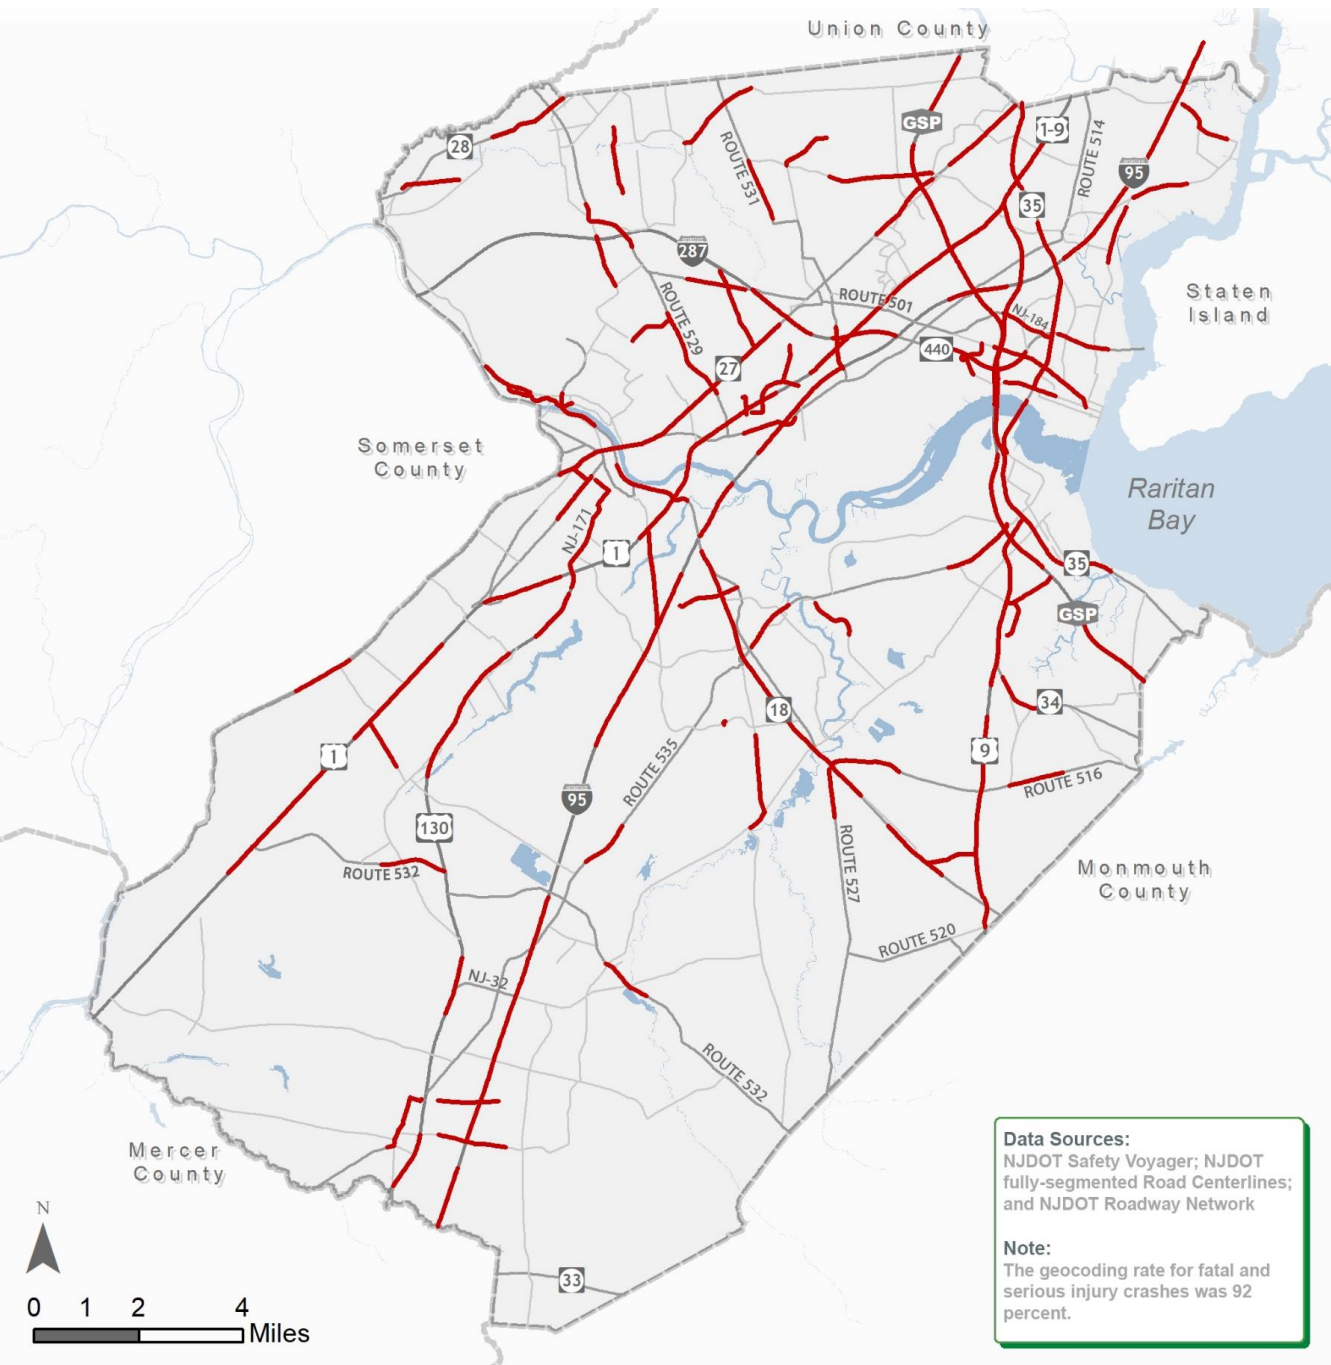 Union County
GSP
1-9
ROUTE 514
28
ROUTE 531
95
35
287
ROUTE 501
Staten
Island
ROUTE 529
NJ-184
440
27
Somerset
County
Raritan
Bay
NJ-171
1
35
GSP
18
34
1
9
ROUTE 535
95
ROUTE 516
130
ROUTE 532
ROUTE 527
Monmouth
County
ROUTE 520
NJ-32
ROUTE 532
Mercer
County
Data Sources:
NJDOT Safety Voyager; NJDOT
fully-segmented Road Centerlines;
and NJDOT Roadway Network
Note:
The geocoding rate for fatal and
serious injury crashes was 92
percent.
N
33
0 1 2 4
Miles